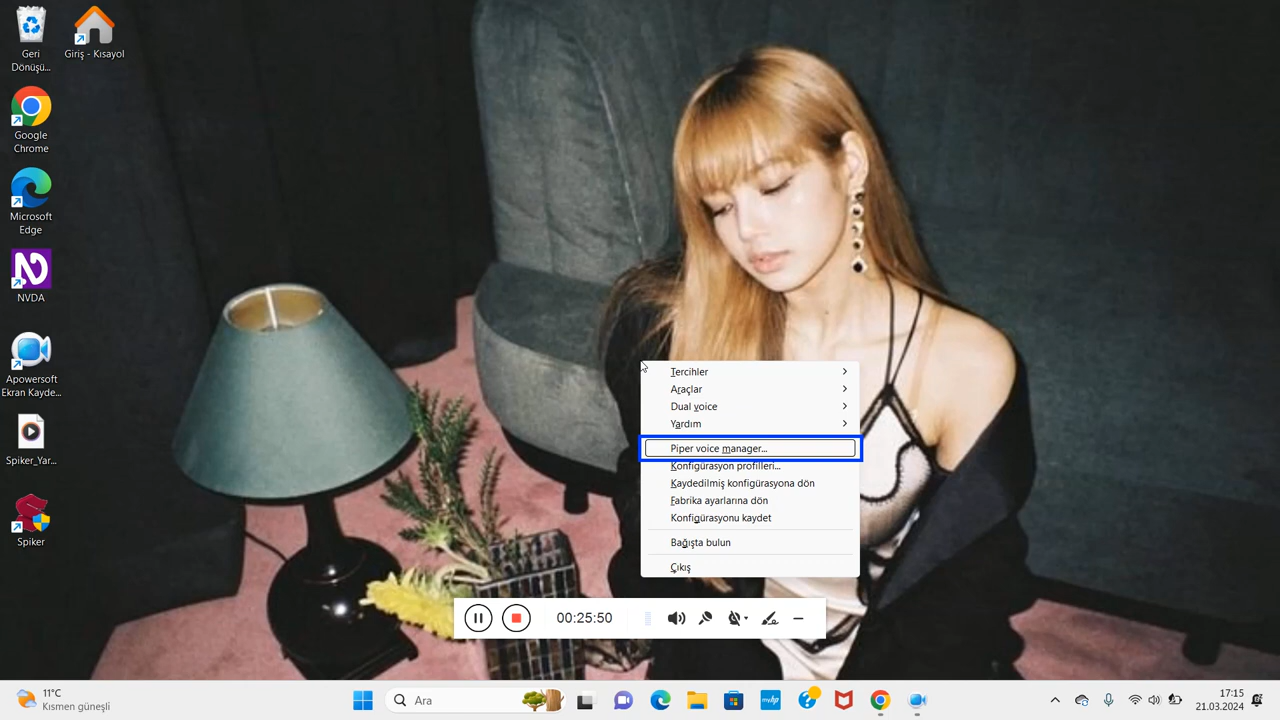 Geri
Dönüşü...
Giriş - Kısayol
Google
Chrome
Microsoft
Edge
NVDA
Apowersoft
Ekran Kayde...
Spiker_Yar...
Spiker
Tercihler
Araçlar
Dual voice
Yardım
Piper voice manager...
Konfigürasyon profilleri...
Kaydedilmiş konfigürasyona dön
Fabrika ayarlarına dön
Konfigürasyonu kaydet
Bağışta bulun
Çıkış
00:25:50
11°C
Kısmen güneşli
Ara
myhp
17:15
21.03.2024